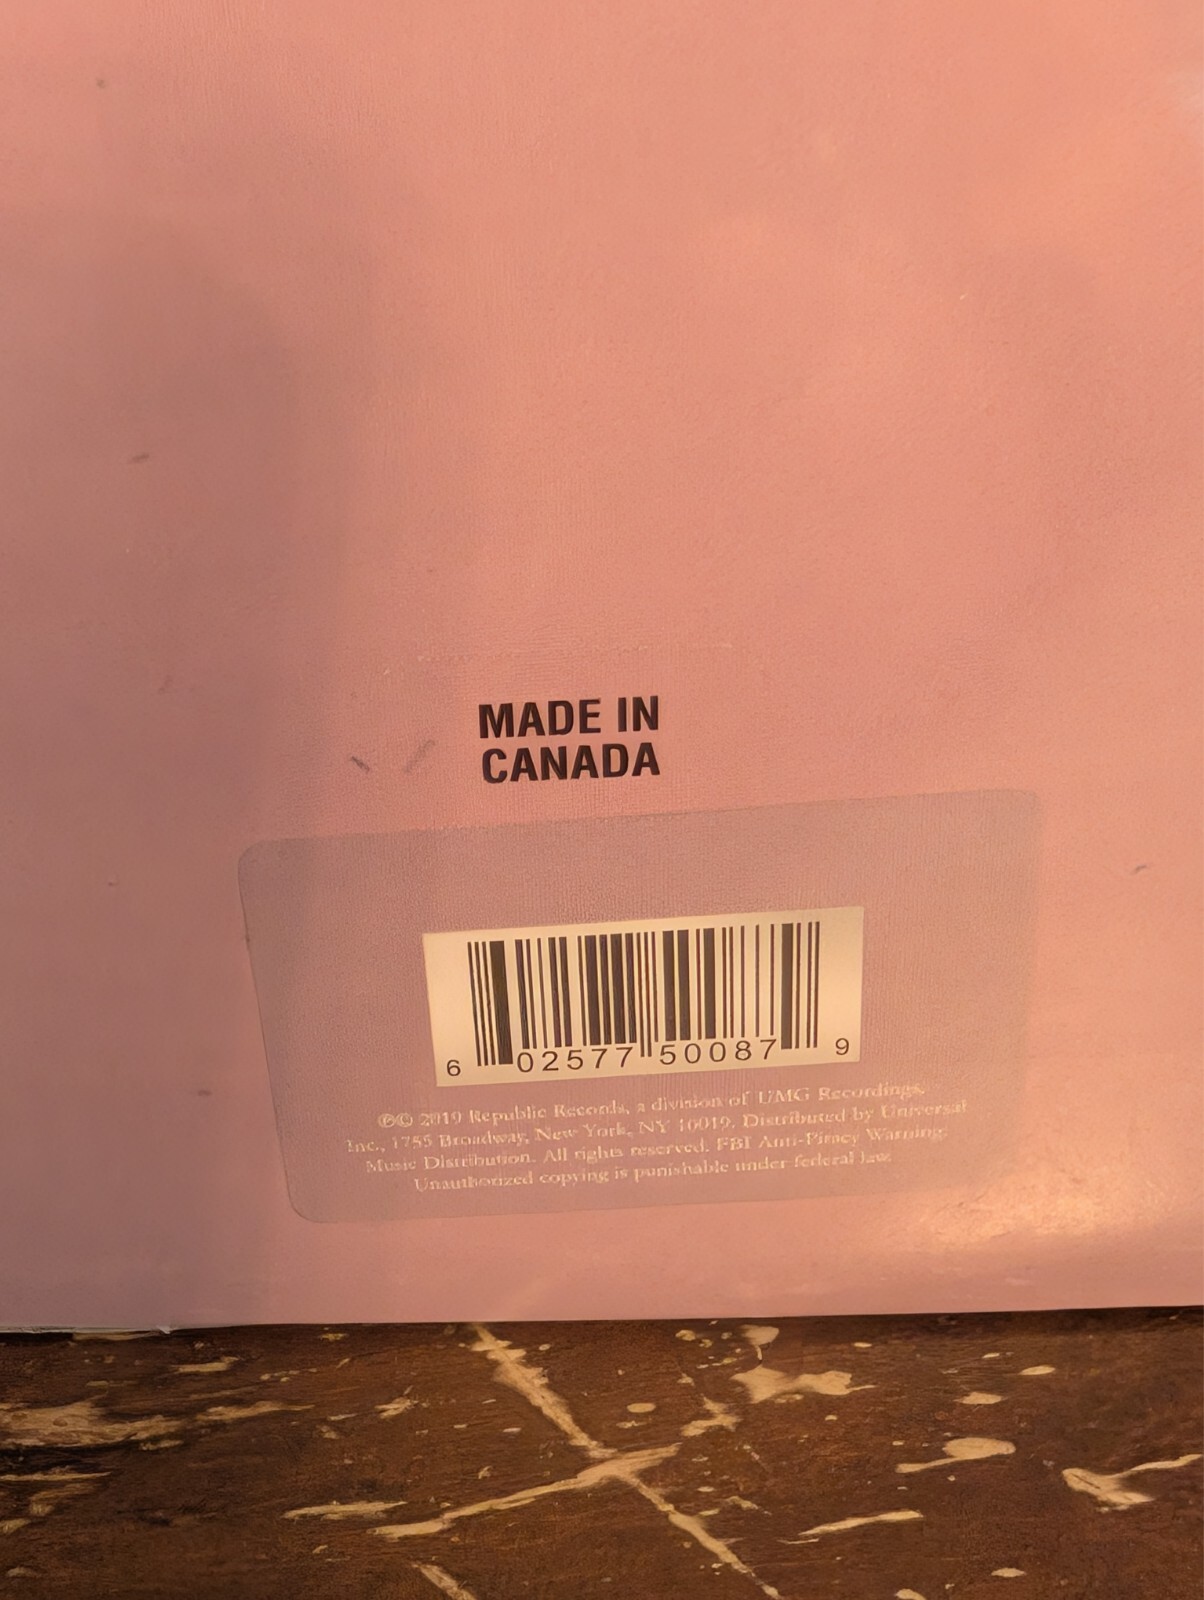 MADE IN
CANADA
6 02577 50087 9
℗© 2019 Republic Records, a division of UMG Recordings,
Inc., 1755 Broadway, New York, NY 10019. Distributed by Universal
Music Distribution. All rights reserved. FBI Anti-Piracy Warning:
Unauthorized copying is punishable under federal law.